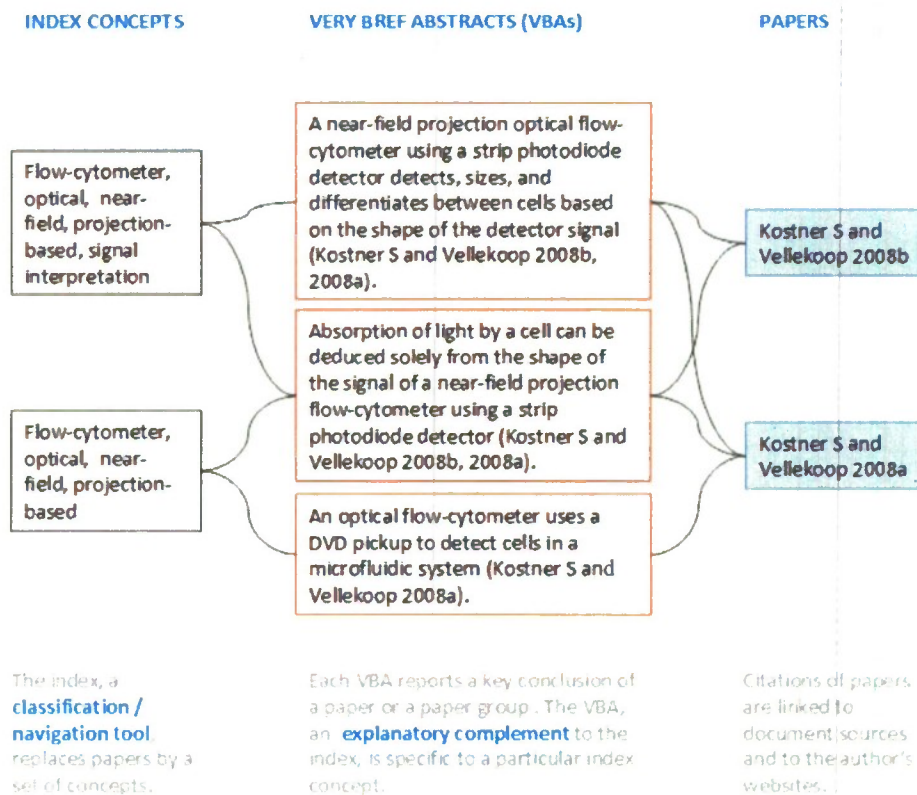 INDEX CONCEPTS
VERY BREF ABSTRACTS (VBAs)
PAPERS
Flow-cytometer,
optical, near-
field, projection-
based, signal
interpretation
Flow-cytometer,
optical, near-
field, projection-
based
A near-field projection optical flow-
cytometer using a strip photodiode
detector detects, sizes, and
differentiates between cells based
on the shape of the detector signal
(Kostner S and Vellekoop 2008b,
2008a).
Absorption of light by a cell can be
deduced solely from the shape of
the signal of a near-field projection
flow-cytometer using a strip
photodiode detector (Kostner S and
Vellekoop 2008b, 2008a).
An optical flow-cytometer uses a
DVD pickup to detect cells in a
microfluidic system (Kostner S and
Vellekoop 2008a).
Kostner S and
Vellekoop 2008b
Kostner S and
Vellekoop 2008a
The index, a
classification /
navigation tool
replaces papers by a
set of concepts.
Each VBA reports a key conclusion of
a paper or a paper group. The VBA,
an explanatory complement to the
index, is specific to a particular index
concept.
Citations of papers
are linked to
document sources
and to the author's
websites.